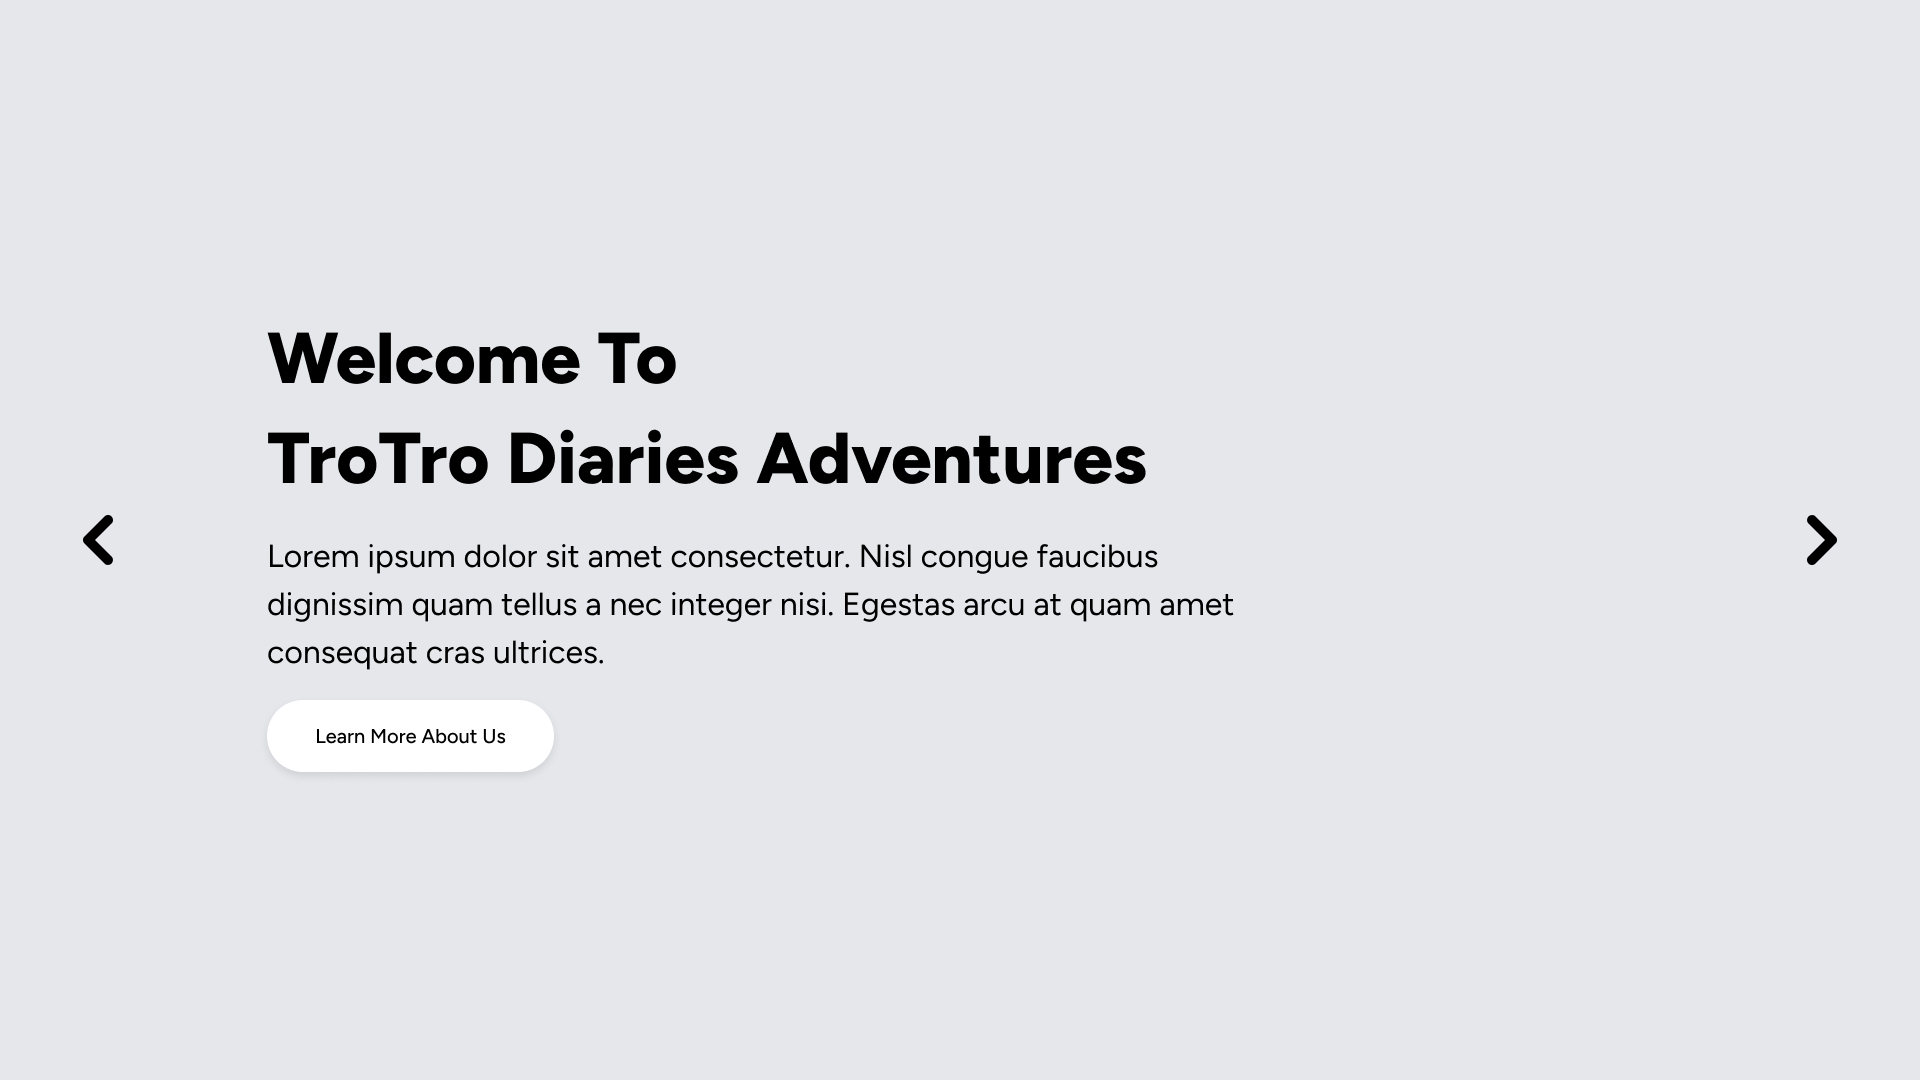 Welcome To
TroTro Diaries Adventures
Lorem ipsum dolor sit amet consectetur. Nisl congue faucibus
dignissim quam tellus a nec integer nisi. Egestas arcu at quam amet
consequat cras ultrices.
Learn More About Us